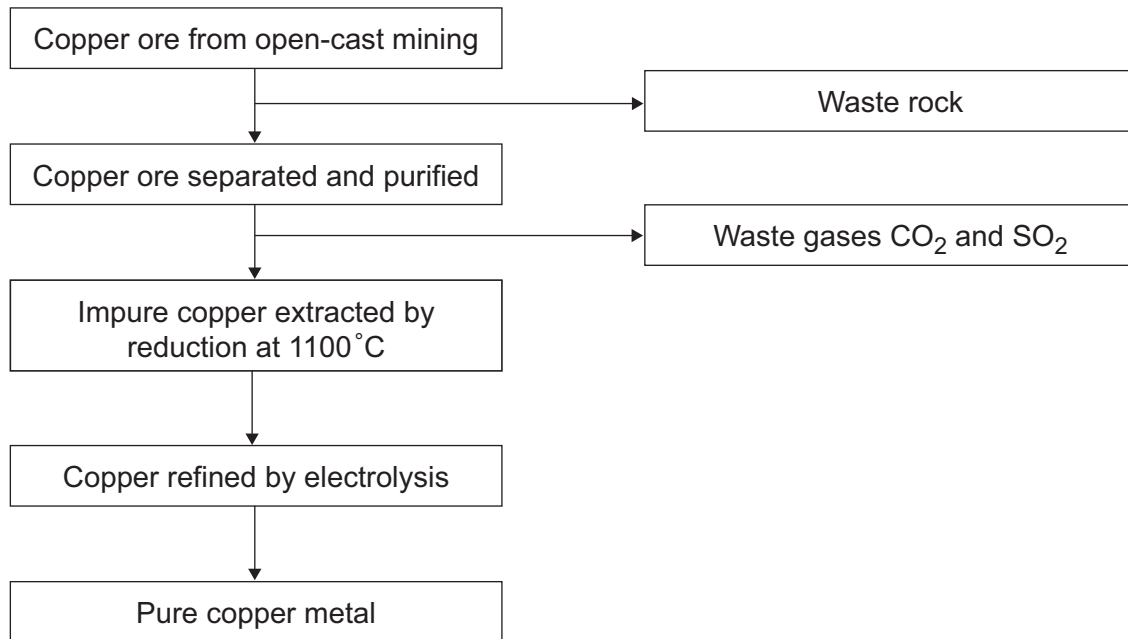 Copper ore from open-cast mining
Waste rock
Copper ore separated and purified
Waste gases CO₂ and SO₂
Impure copper extracted by
reduction at 1100˚C
Copper refined by electrolysis
Pure copper metal